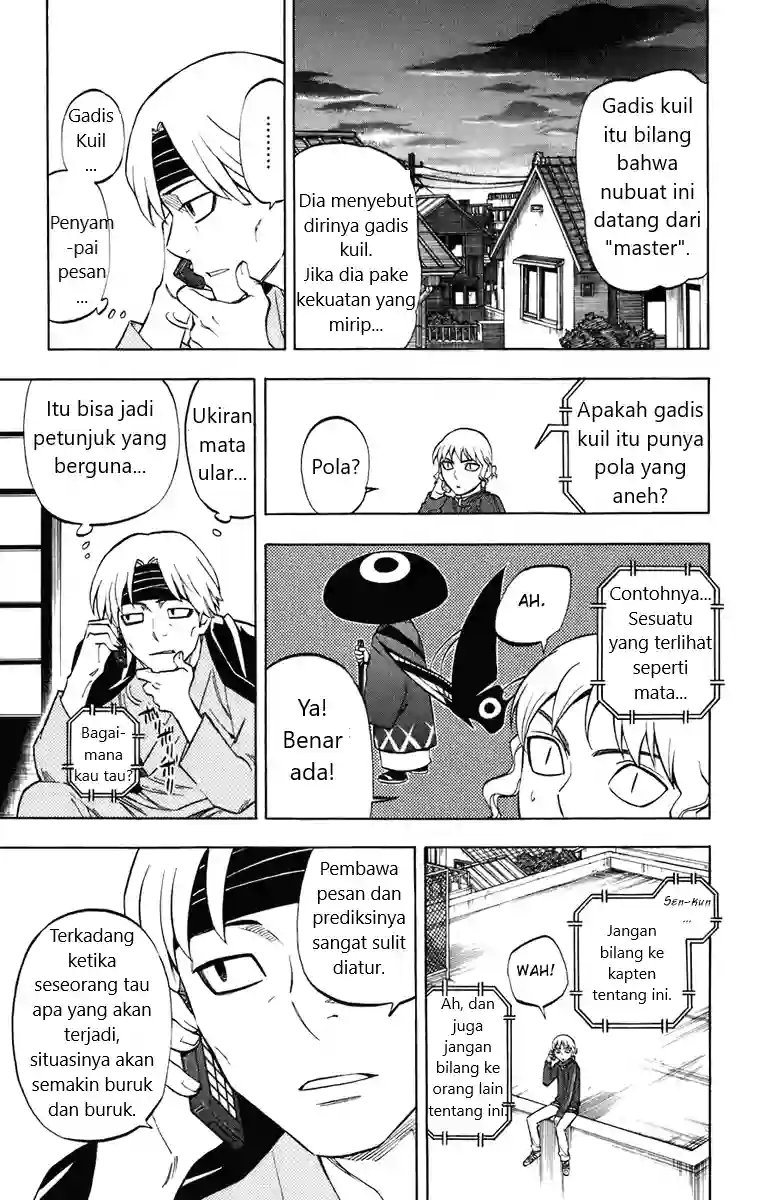 Gadis kuil
itu bilang
bahwa
nubuat ini
datang dari
"master".
Dia menyebut
dirinya gadis
kuil.
Jika dia pake
kekuatan yang
mirip...
.........
Gadis
Kuil
...
Penyam
-pai
pesan
...
Apakah gadis
kuil itu punya
pola yang
aneh?
Pola?
Contohnya...
Sesuatu
yang terlihat
seperti
mata...
AH.
Ya!
Benar
ada!
Ukiran
mata
ular...
Itu bisa jadi
petunjuk yang
berguna...
Bagai-
mana
kau tau?
Sen-kun
...
Jangan
bilang ke
kapten
tentang ini.
WAH!
Ah, dan
juga
jangan
bilang ke
orang lain
tentang ini.
Pembawa
pesan dan
prediksinya
sangat sulit
diatur.
Terkadang
ketika
seseorang tau
apa yang akan
terjadi,
situasinya akan
semakin buruk
dan buruk.